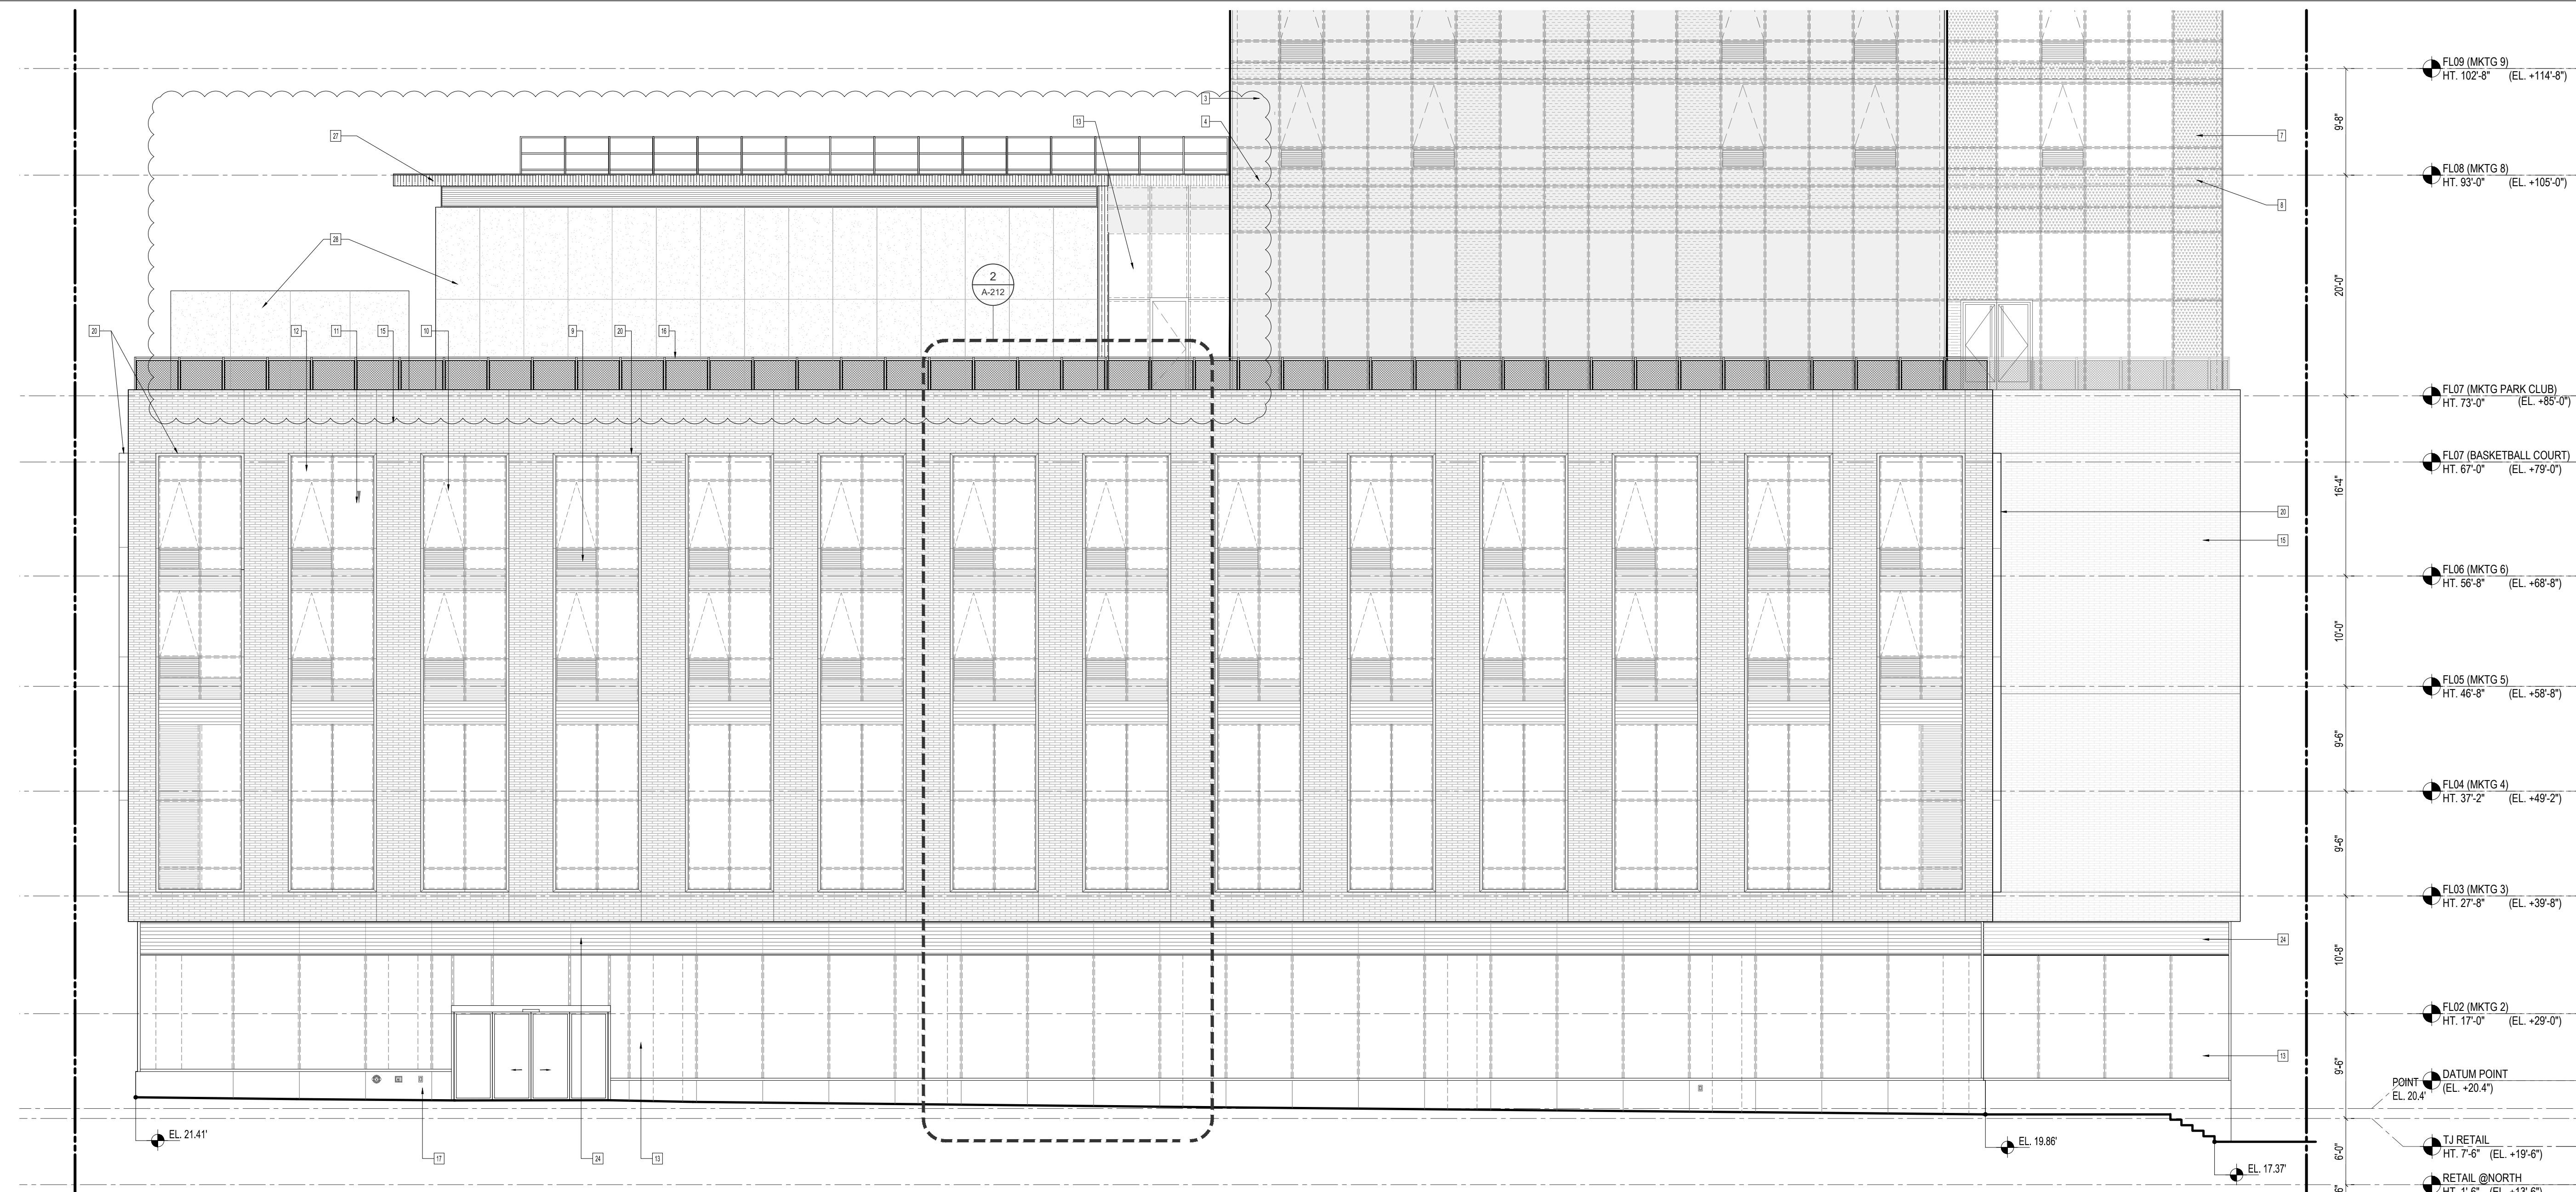 FL09 (MKTG 9)
HT. 102'-8" (EL. +114'-8")
3
9'-8"
27
13
4
7
FL08 (MKTG 8)
HT. 93'-0" (EL. +105'-0")
8
28
2
A-212
20'-0"
20
12
11
15
10
9
20
16
FL07 (MKTG PARK CLUB)
HT. 73'-0" (EL. +85'-0")
FL07 (BASKETBALL COURT)
HT. 67'-0" (EL. +79'-0")
16'-4"
20
15
FL06 (MKTG 6)
HT. 56'-8" (EL. +68'-8")
10'-0"
FL05 (MKTG 5)
HT. 46'-8" (EL. +58'-8")
9'-6"
FL04 (MKTG 4)
HT. 37'-2" (EL. +49'-2")
9'-6"
FL03 (MKTG 3)
HT. 27'-8" (EL. +39'-8")
24
10'-8"
FL02 (MKTG 2)
HT. 17'-0" (EL. +29'-0")
13
9'-6"
DATUM POINT
(EL. +20.4")
POINT
EL. 20.4'
EL. 21.41'
EL. 19.86'
TJ RETAIL
HT. 7'-6" (EL. +19'-6")
17
24
13
6'-0"
EL. 17.37'
RETAIL @NORTH
HT. 1'-6" (EL. +13'-6")